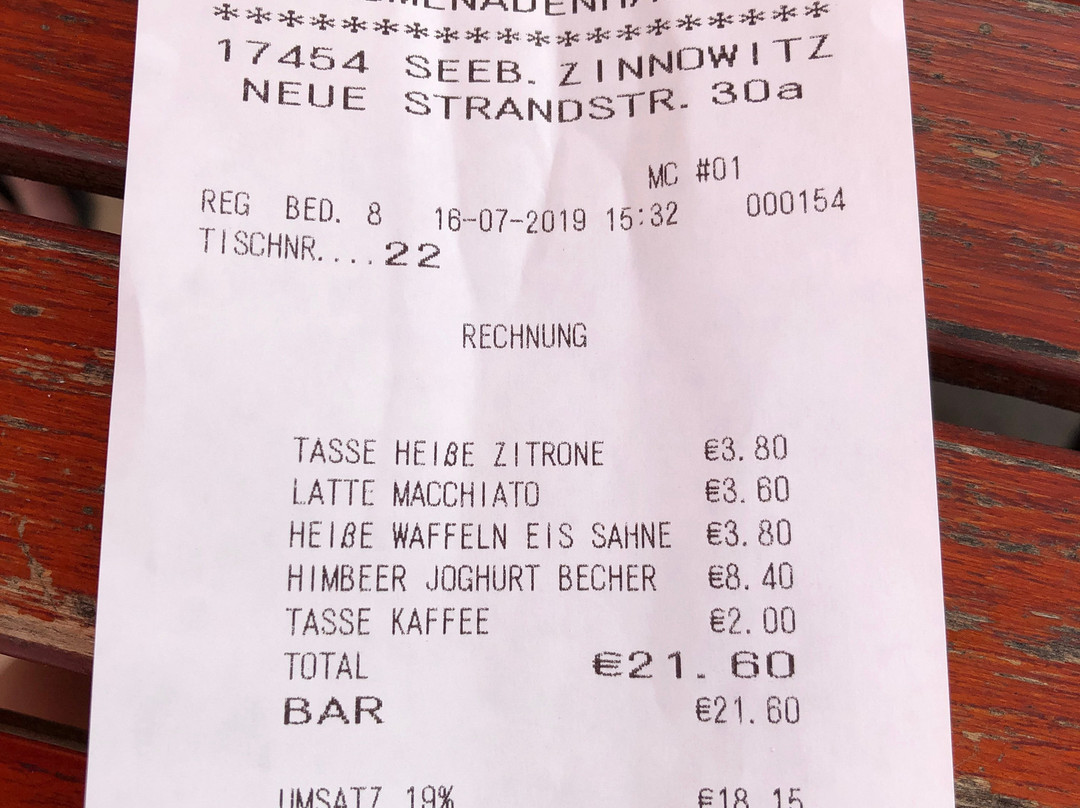 ✱✱✱✱✱✱✱✱✱✱✱✱✱✱✱✱✱✱✱✱
17454 SEEB. ZINNOWITZ
NEUE STRANDSTR. 30a
MC #01
REG BED. 8 16-07-2019 15:32 000154
TISCHNR....22
RECHNUNG
TASSE HEIßE ZITRONE €3.80
LATTE MACCHIATO €3.60
HEIßE WAFFELN EIS SAHNE €3.80
HIMBEER JOGHURT BECHER €8.40
TASSE KAFFEE €2.00
TOTAL €21.60
BAR €21.60
UMSATZ 19% €18.15